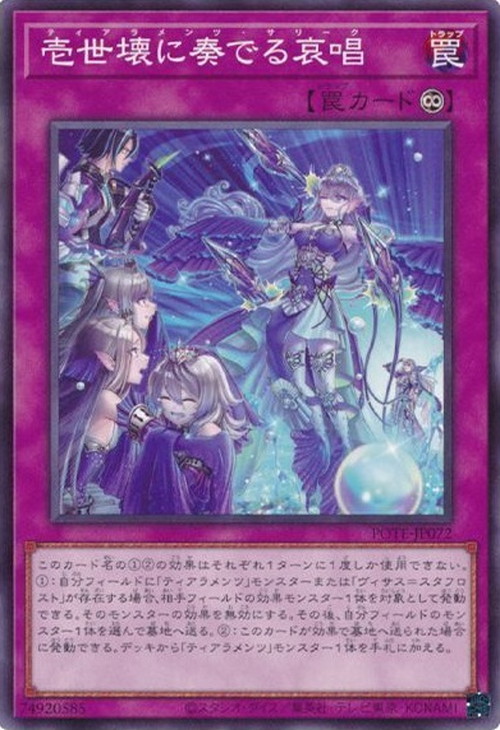 ティアラメンツ・サリーク
壱世壊に奏でる哀唱
トラップ
罠
【罠カード】
POTE-JP072
このカード名の①②の効果はそれぞれ1ターンに1度しか使用できない。
①:自分フィールドに「ティアラメンツ」モンスターまたは「ヴィサス=スタフロ
スト」が存在する場合、相手フィールドの効果モンスター1体を対象として発動
できる。そのモンスターの効果を無効にする。その後、自分フィールドのモン
スター1体を選んで墓地へ送る。②:このカードが効果で墓地へ送られた場合
に発動できる。デッキから「ティアラメンツ」モンスター1体を手札に加える。
74920585
©スタジオ・ダイス/集英社・テレビ東京・KONAMI